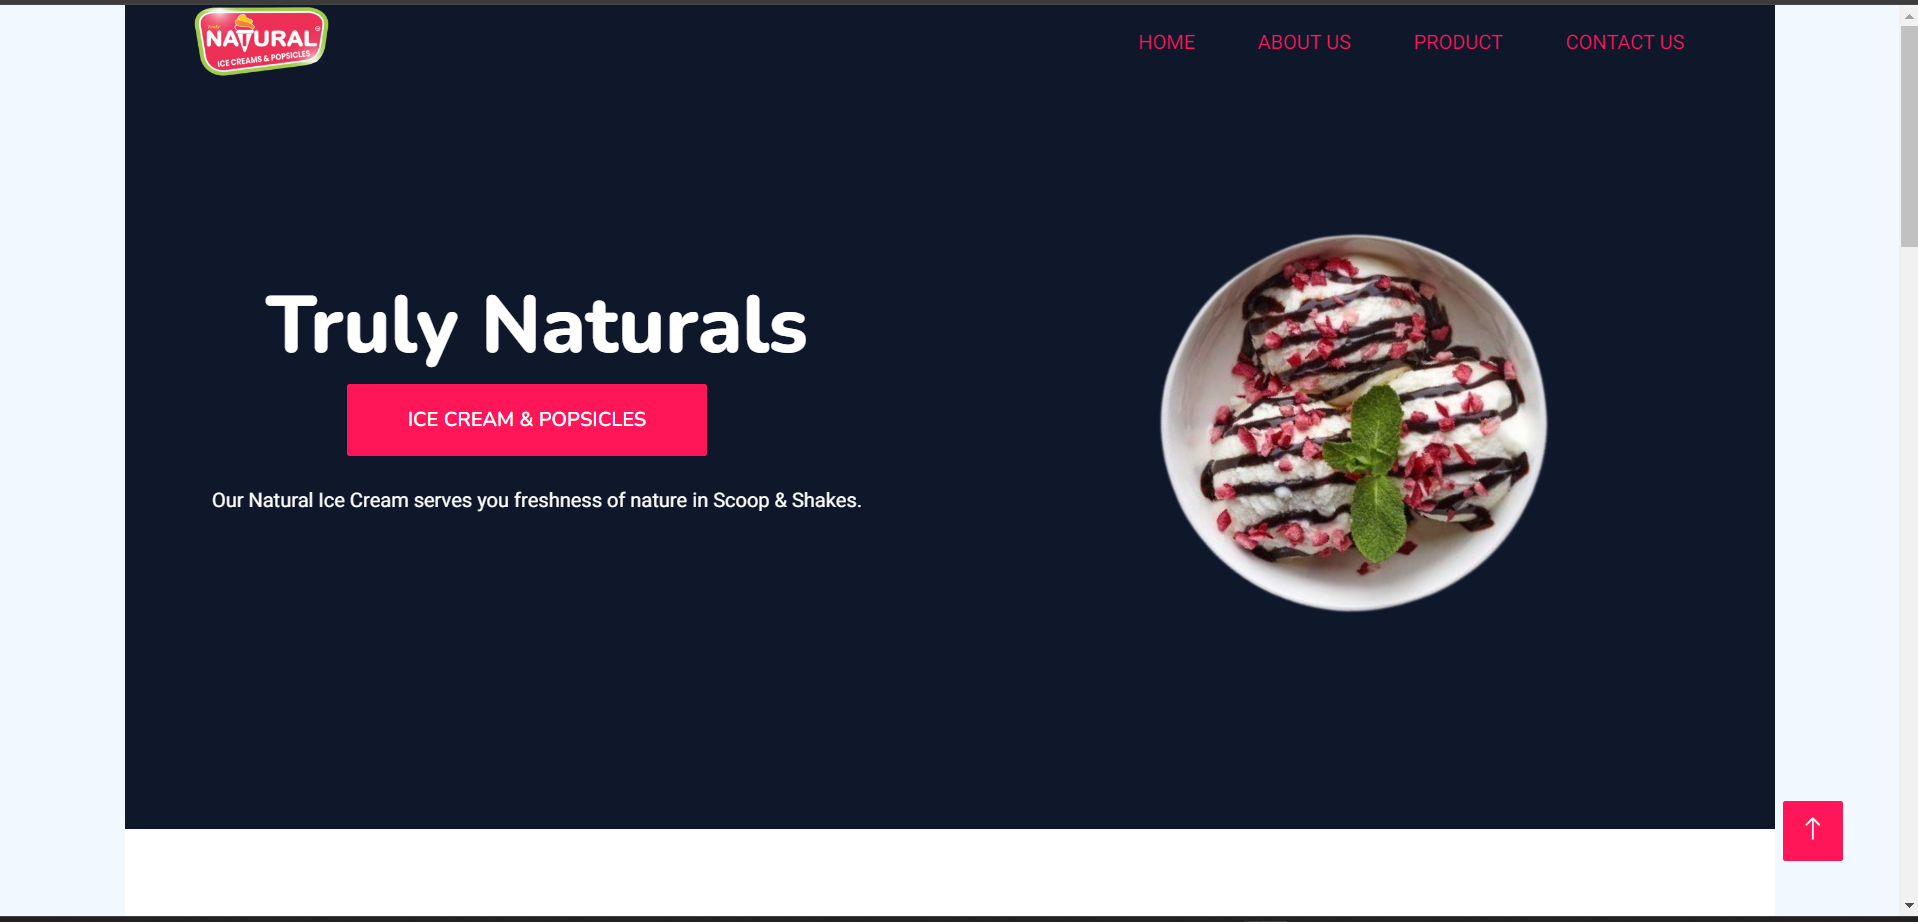 Truly
NATURAL
ICE CREAMS & POPSICLES
HOME
ABOUT US
PRODUCT
CONTACT US
Truly Naturals
ICE CREAM & POPSICLES
Our Natural Ice Cream serves you freshness of nature in Scoop & Shakes.